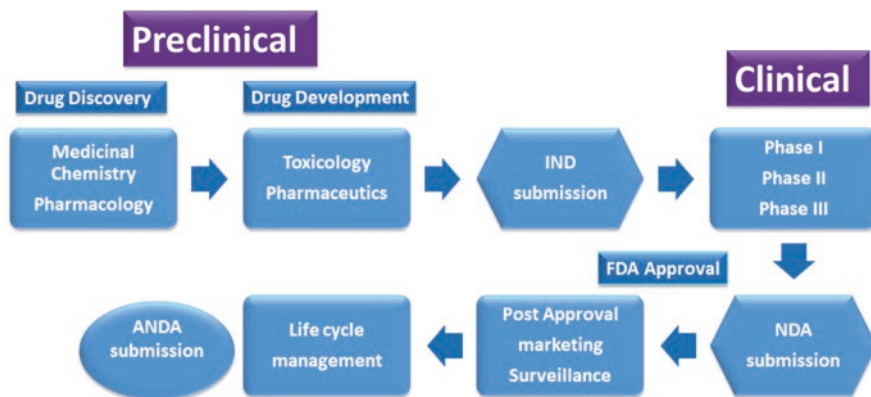 Preclinical
Clinical
Drug Discovery
Drug Development
Medicinal
Chemistry
Pharmacology
Toxicology
Pharmaceutics
IND
submission
Phase I
Phase II
Phase III
FDA Approval
NDA
submission
Post Approval
marketing
Surveillance
Life cycle
management
ANDA
submission